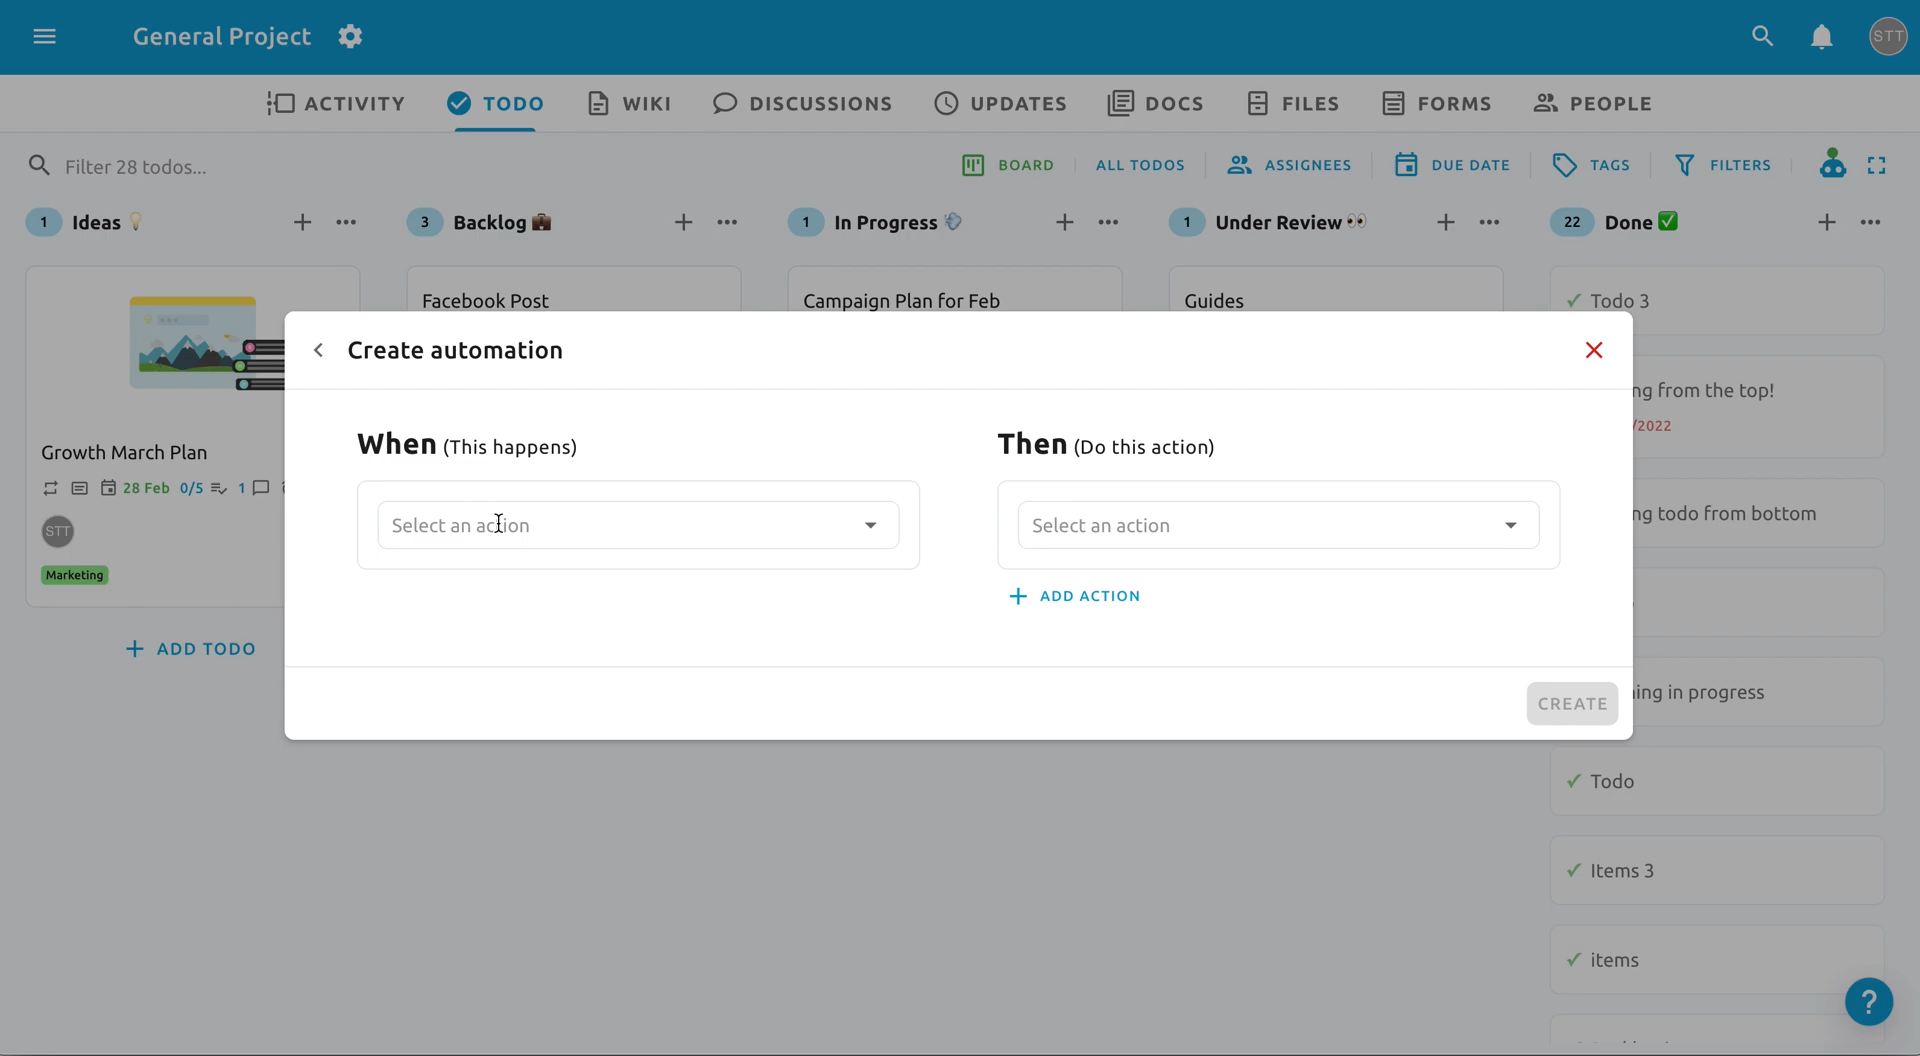 General Project
STT
ACTIVITY
TODO
WIKI
DISCUSSIONS
UPDATES
DOCS
FILES
FORMS
PEOPLE
Filter 28 todos...
BOARD
ALL TODOS
ASSIGNEES
DUE DATE
TAGS
FILTERS
1 Ideas
3 Backlog
1 In Progress
1 Under Review
22 Done
Facebook Post
Campaign Plan for Feb
Guides
✓ Todo 3
Create automation
ng from the top!
/2022
When (This happens)
Then (Do this action)
Growth March Plan
28 Feb 0/5 1
Select an action
Select an action
ng todo from bottom
STT
Marketing
ADD ACTION
ADD TODO
ing in progress
CREATE
✓ Todo
✓ Items 3
✓ items
?